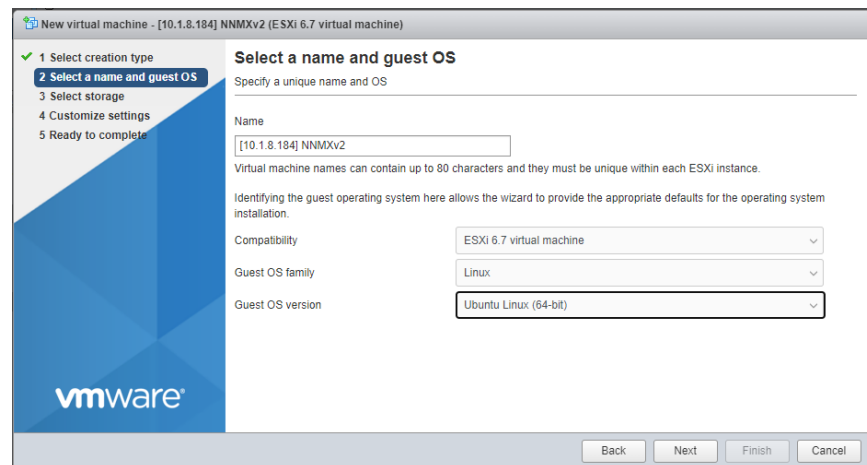 New virtual machine - [10.1.8.184] NNMXv2 (ESXi 6.7 virtual machine)
1 Select creation type
2 Select a name and guest OS
3 Select storage
4 Customize settings
5 Ready to complete
Select a name and guest OS
Specify a unique name and OS
Name
[10.1.8.184] NNMXv2
Virtual machine names can contain up to 80 characters and they must be unique within each ESXi instance.
Identifying the guest operating system here allows the wizard to provide the appropriate defaults for the operating system
installation.
Compatibility
ESXi 6.7 virtual machine
Guest OS family
Linux
Guest OS version
Ubuntu Linux (64-bit)
vmware®
Back
Next
Finish
Cancel